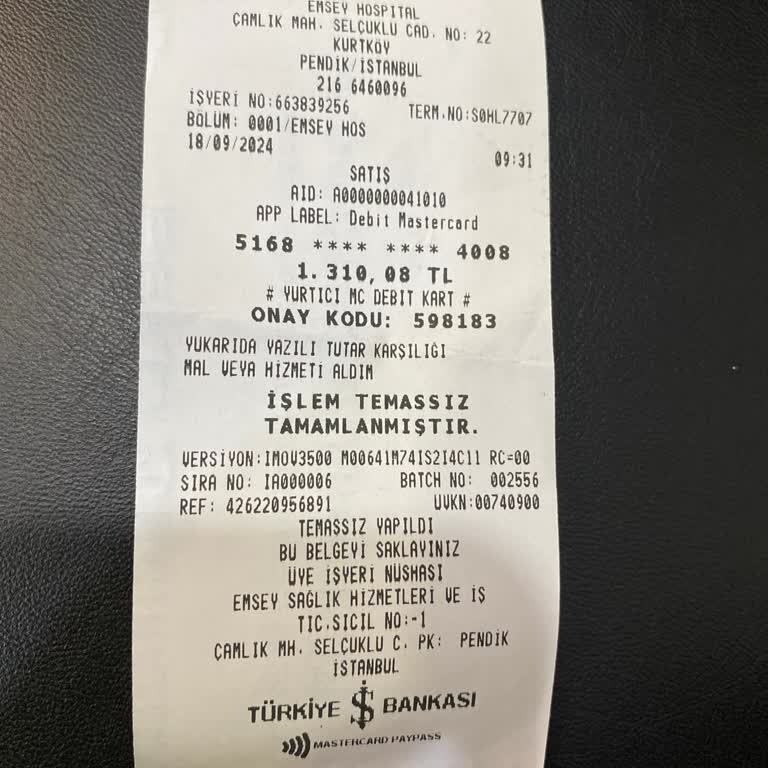 EMSEY HOSPITAL
ÇAMLIK MAH. SELÇUKLU CAD. NO: 22
KURTKÖY
PENDİK/İSTANBUL
216 6460096
İŞYERİ NO:663839256 TERM.NO:S0HL7707
BÖLÜM: 0001/EMSEY HOS
18/09/2024 09:31
SATIŞ
AID: A0000000041010
APP LABEL: Debit Mastercard
5168 **** **** 4008
1.310,08 TL
# YURTICI MC DEBIT KART #
ONAY KODU: 598183
YUKARIDA YAZILI TUTAR KARŞILIĞI
MAL VEYA HİZMETİ ALDIM
İŞLEM TEMASSIZ
TAMAMLANMIŞTIR.
VERSİYON:IMOV3500 M00641M74IS2I4C11 RC=00
SIRA NO: IA000006 BATCH NO: 002556
REF: 426220956891 UVKN:00740900
TEMASSIZ YAPILDI
BU BELGEYİ SAKLAYINIZ
ÜYE İŞYERİ NÜSHASI
EMSEY SAĞLIK HİZMETLERİ VE İŞ
TIC.SICIL NO:-1
ÇAMLIK MH. SELÇUKLU C. PK: PENDİK
İSTANBUL
TÜRKİYE İŞ BANKASI
MASTERCARD PAYPASS